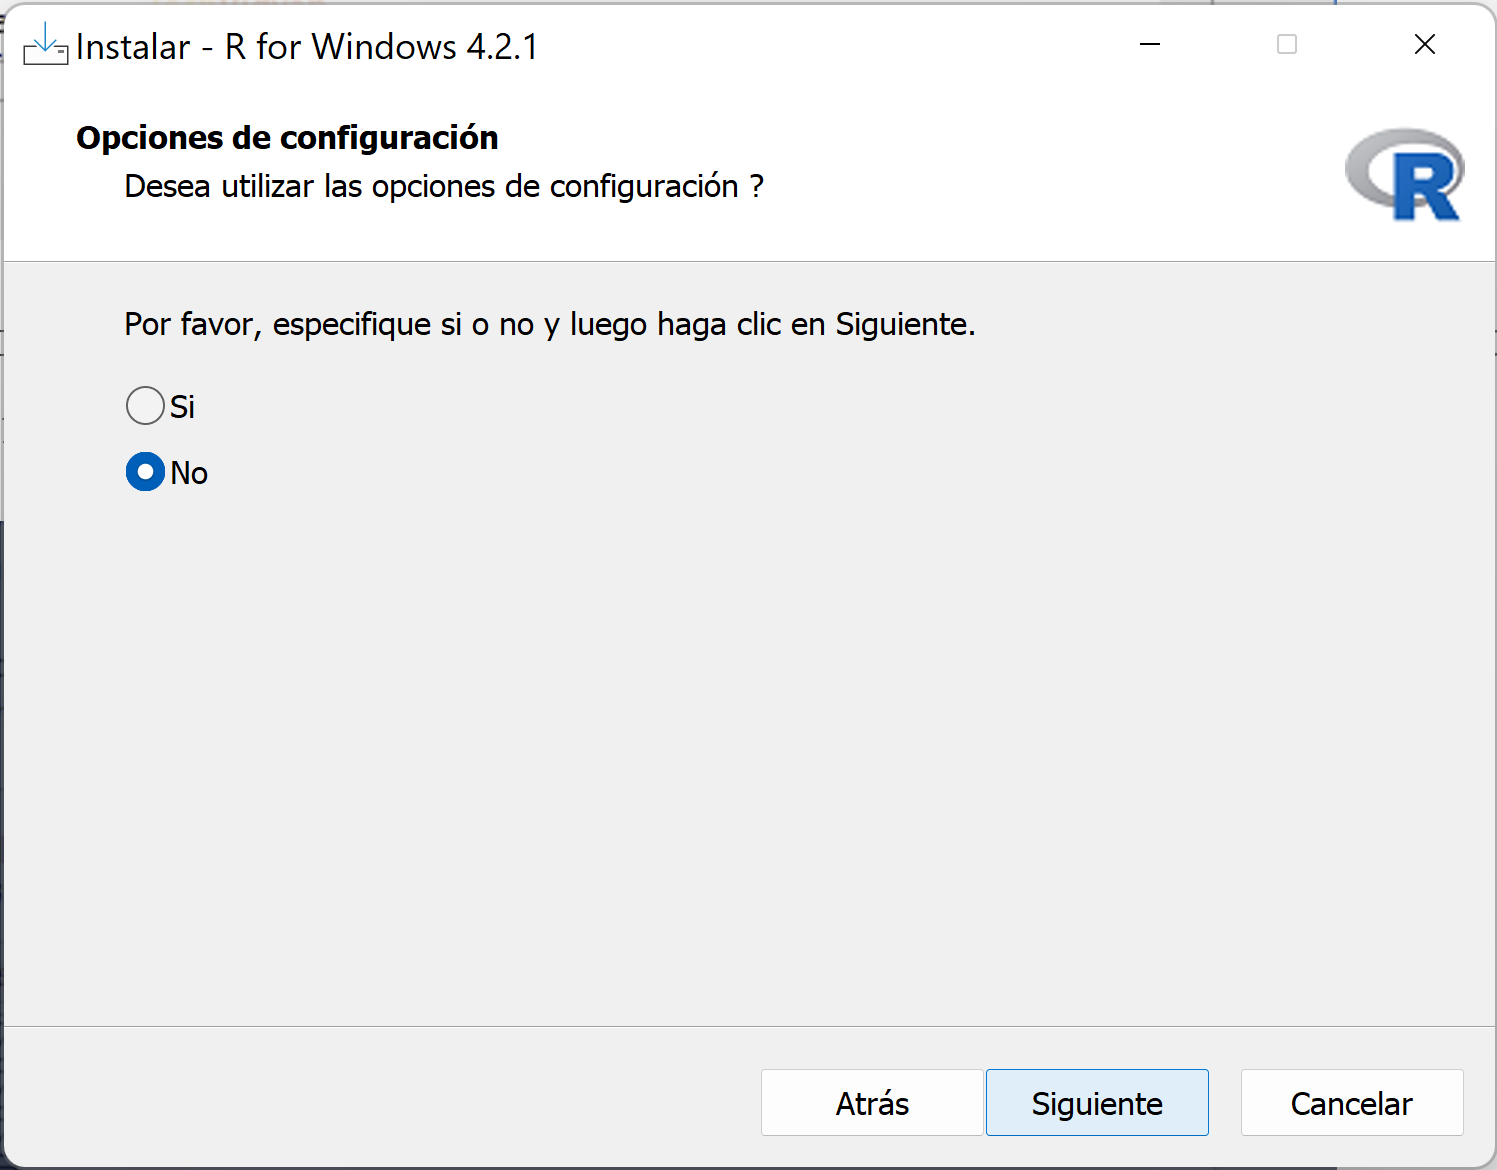 Instalar - R for Windows 4.2.1
Opciones de configuración
Desea utilizar las opciones de configuración ?
R
Por favor, especifique si o no y luego haga clic en Siguiente.
Si
No
Atrás
Siguiente
Cancelar